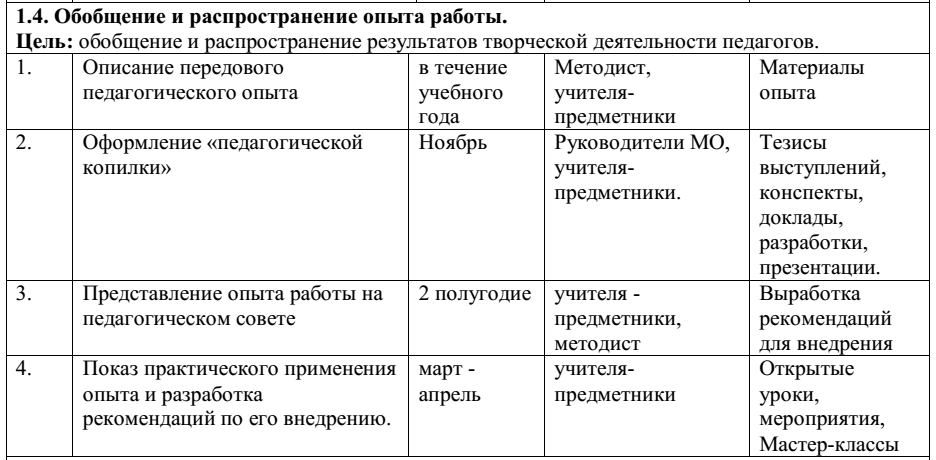 1.4. Обобщение и распространение опыта работы.
Цель: обобщение и распространение результатов творческой деятельности педагогов.
1. Описание передового педагогического опыта в течение учебного года Методист, учителя-предметники Материалы опыта
2. Оформление «педагогической копилки» Ноябрь Руководители МО, учителя-предметники. Тезисы выступлений, конспекты, доклады, разработки, презентации.
3. Представление опыта работы на педагогическом совете 2 полугодие учителя - предметники, методист Выработка рекомендаций для внедрения
4. Показ практического применения опыта и разработка рекомендаций по его внедрению. март - апрель учителя-предметники Открытые уроки, мероприятия, Мастер-классы